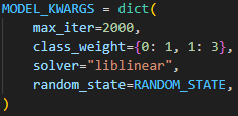 MODEL_KWARGS = dict(
    max_iter=2000,
    class_weight={0: 1, 1: 3},
    solver="liblinear",
    random_state=RANDOM_STATE,
)